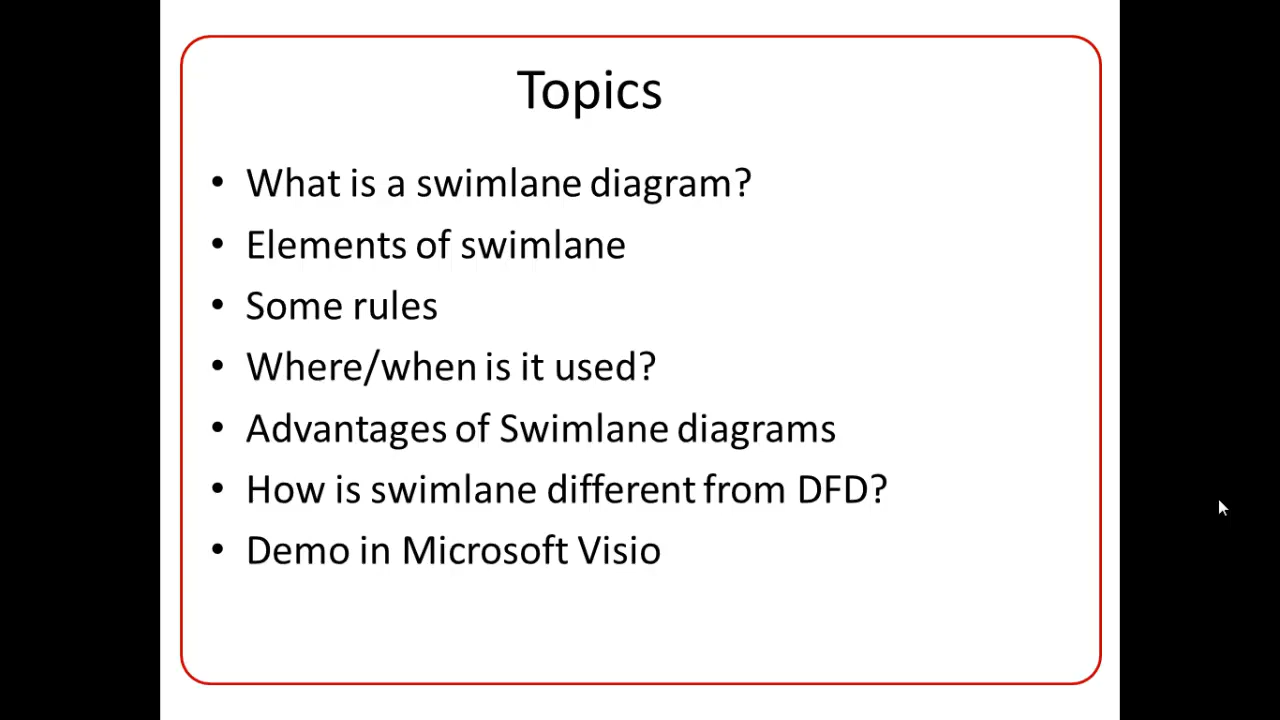 Topics
• What is a swimlane diagram?
• Elements of swimlane
• Some rules
• Where/when is it used?
• Advantages of Swimlane diagrams
• How is swimlane different from DFD?
• Demo in Microsoft Visio